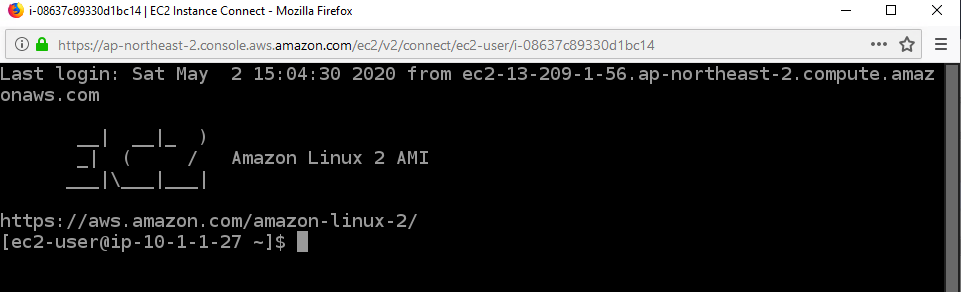 i-08637c89330d1bc14 | EC2 Instance Connect - Mozilla Firefox
https://ap-northeast-2.console.aws.amazon.com/ec2/v2/connect/ec2-user/i-08637c89330d1bc14
Last login: Sat May  2 15:04:30 2020 from ec2-13-209-1-56.ap-northeast-2.compute.amaz
onaws.com
       __|  __|_  )
       _|  (     /   Amazon Linux 2 AMI
      ___|\___|___|
https://aws.amazon.com/amazon-linux-2/
[ec2-user@ip-10-1-1-27 ~]$